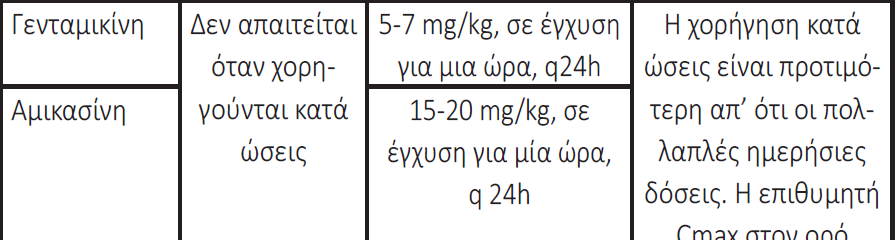 Γενταμικίνη
Δεν απαιτείται
όταν χορη-
γούνται κατά
ώσεις
5-7 mg/kg, σε έγχυση
για μια ώρα, q24h
Η χορήγηση κατά
ώσεις είναι προτιμό-
τερη απ’ ότι οι πολ-
λαπλές ημερήσιες
δόσεις. Η επιθυμητή
Cmax στον ορό
Αμικασίνη
15-20 mg/kg, σε
έγχυση για μία ώρα,
q 24h